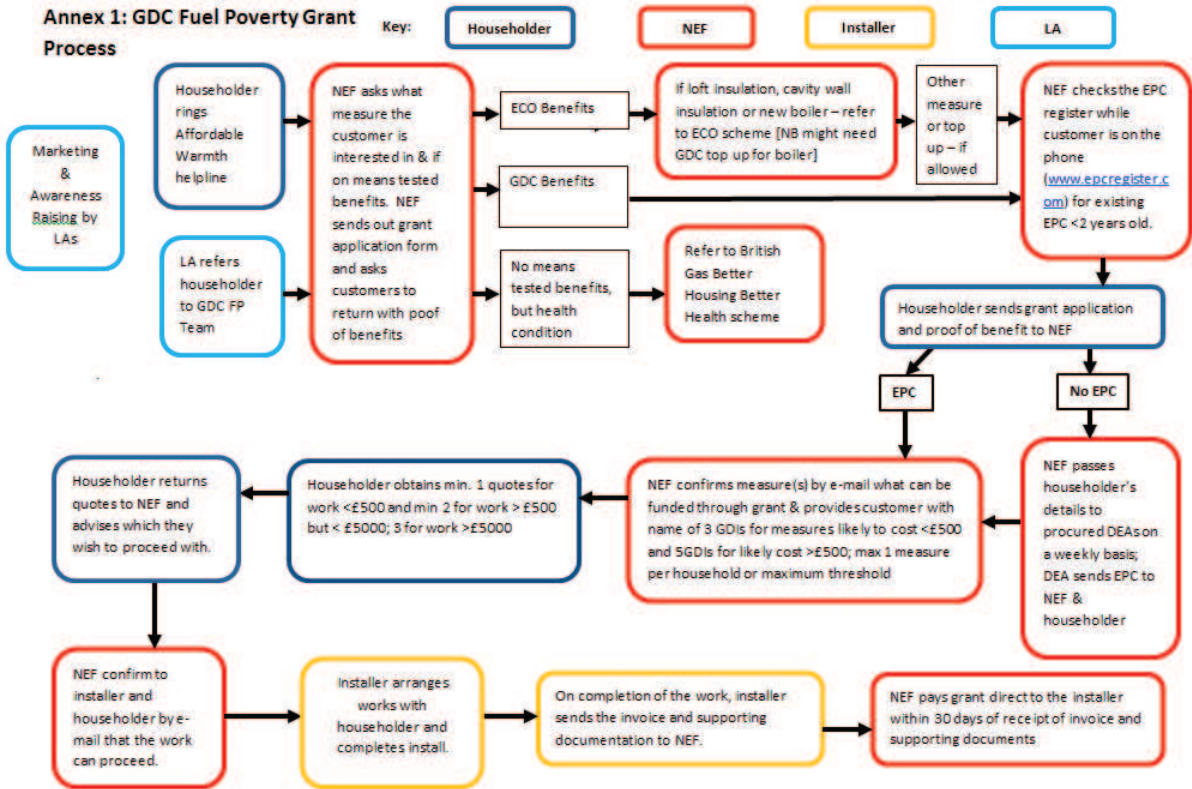 Annex 1: GDC Fuel Poverty Grant
Process
Key:
Householder
NEF
Installer
LA
Marketing
&
Awareness
Raising by
LAs
Householder
rings
Affordable
Warmth
helpline
LA refers
householder
to GDC FP
Team
NEF asks what
measure the
customer is
interested in & if
on means tested
benefits. NEF
sends out grant
application form
and asks
customers to
return with poof
of benefits
ECO Benefits
GDC Benefits
No means
tested benefits,
but health
condition
If loft insulation, cavity wall
insulation or new boiler – refer
to ECO scheme [NB might need
GDC top up for boiler]
Refer to British
Gas Better
Housing Better
Health scheme
Other
measure
or top
up – if
allowed
NEF checks the EPC
register while
customer is on the
phone
(www.epcregister.c
om) for existing
EPC <2 years old.
Householder sends grant application
and proof of benefit to NEF
EPC
No EPC
NEF passes
householder's
details to
procured DEAs on
a weekly basis;
DEA sends EPC to
NEF &
householder
NEF confirms measure(s) by e-mail what can be
funded through grant & provides customer with
name of 3 GDIs for measures likely to cost <£500
and 5GDIs for likely cost >£500; max 1 measure
per household or maximum threshold
Householder obtains min. 1 quotes for
work <£500 and min 2 for work > £500
but < £5000; 3 for work >£5000
Householder returns
quotes to NEF and
advises which they
wish to proceed with.
NEF confirm to
installer and
householder by e-
mail that the work
can proceed.
Installer arranges
works with
householder and
completes install.
On completion of the work, installer
sends the invoice and supporting
documentation to NEF.
NEF pays grant direct to the installer
within 30 days of receipt of invoice and
supporting documents